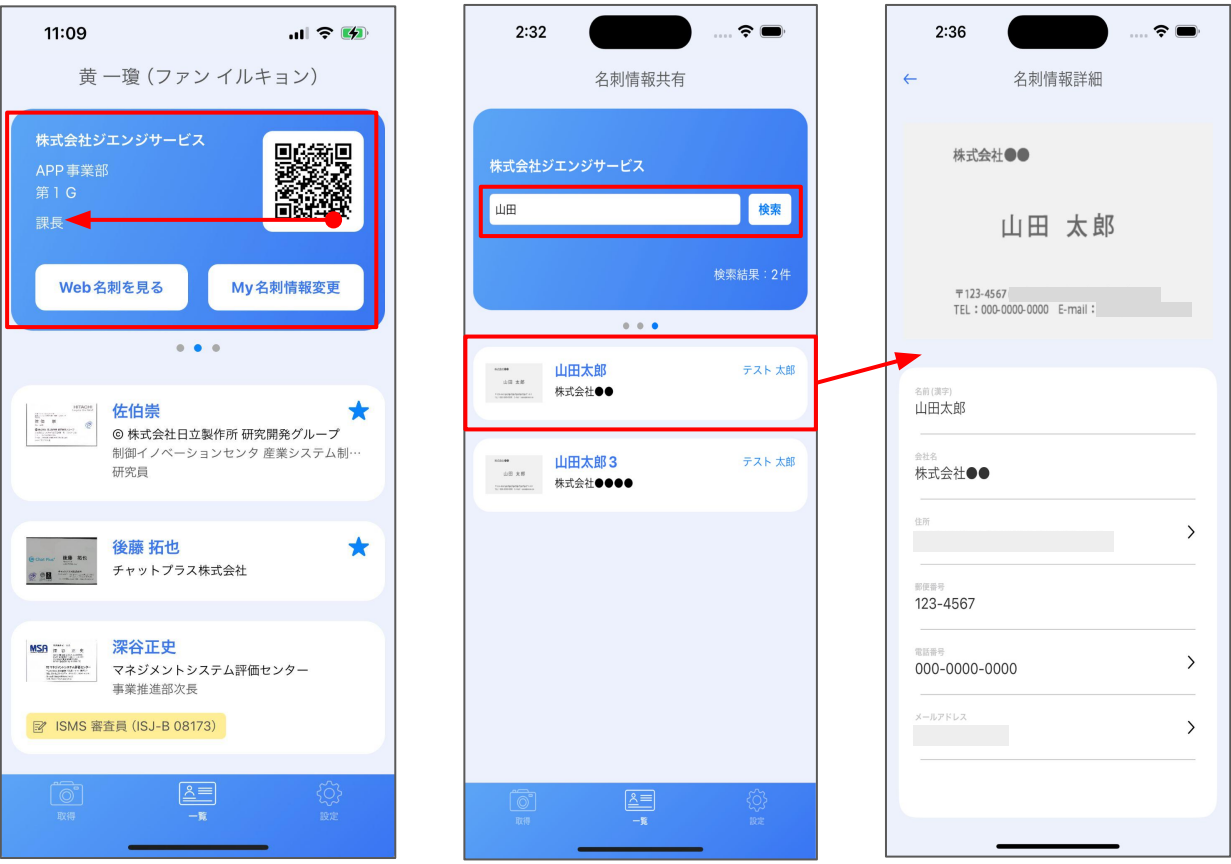 11:09
黄 一瓊 (ファン イルキョン)
株式会社ジエンジサービス
APP事業部
第1G
課長
Web名刺を見る
My名刺情報変更
HITACHI
佐伯崇
© 株式会社日立製作所 研究開発グループ
制御イノベーションセンタ 産業システム制…
研究員
後藤 拓也
チャットプラス株式会社
MSA
深谷正史
マネジメントシステム評価センター
事業推進部次長
ISMS 審査員 (ISJ-B 08173)
取得
一覧
設定
2:32
名刺情報共有
株式会社ジエンジサービス
山田
検索
検索結果：2件
山田太郎
テスト 太郎
株式会社●●
山田 太郎
山田太郎3
テスト 太郎
株式会社●●●●
山田 太郎
取得
一覧
設定
2:36
名刺情報詳細
株式会社●●
山田 太郎
〒123-4567
TEL：000-0000-0000 E-mail：
名前(漢字)
山田太郎
会社名
株式会社●●
住所
郵便番号
123-4567
電話番号
000-0000-0000
メールアドレス